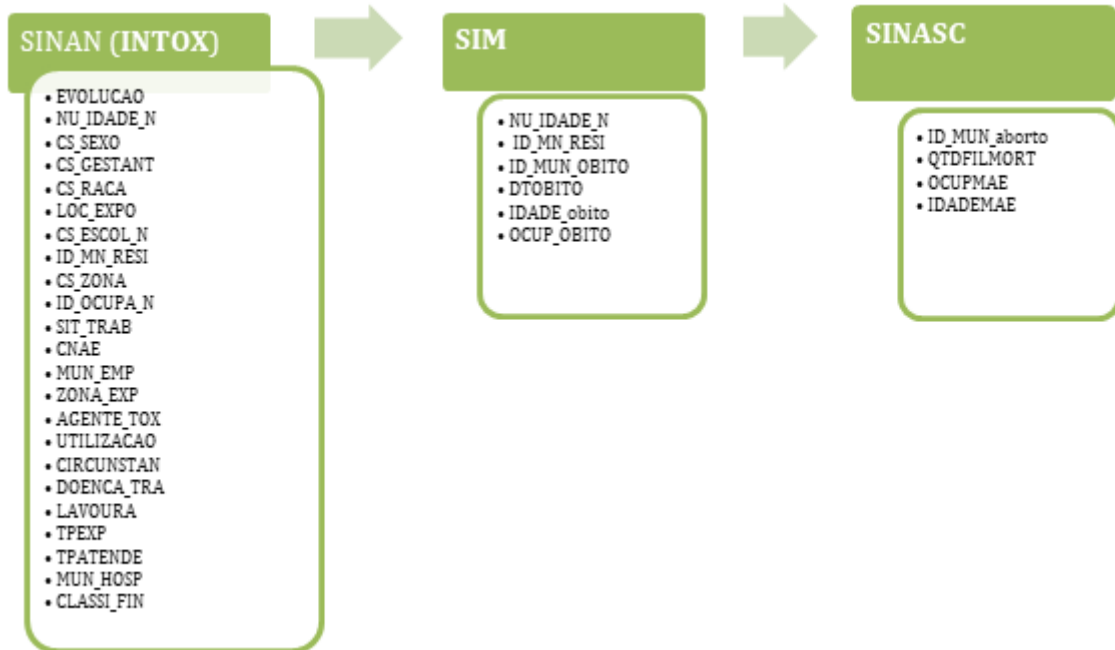 SINAN (INTOX)
• EVOLUCAO
• NU_IDADE_N
• CS_SEXO
• CS_GESTANT
• CS_RACA
• LOC_EXPO
• CS_ESCOL_N
• ID_MN_RESI
• CS_ZONA
• ID_OCUPA_N
• SIT_TRAB
• CNAE
• MUN_EMP
• ZONA_EXP
• AGENTE_TOX
• UTILIZACAO
• CIRCUNSTAN
• DOENCA_TRA
• LAVOURA
• TPEXP
• TPATENDE
• MUN_HOSP
• CLASSI_FIN
SIM
• NU_IDADE_N
• ID_MN_RESI
• ID_MUN_OBITO
• DTOBITO
• IDADE_obito
• OCUP_OBITO
SINASC
• ID_MUN_aborto
• QTDFILMORT
• OCUPMAE
• IDADEMAE